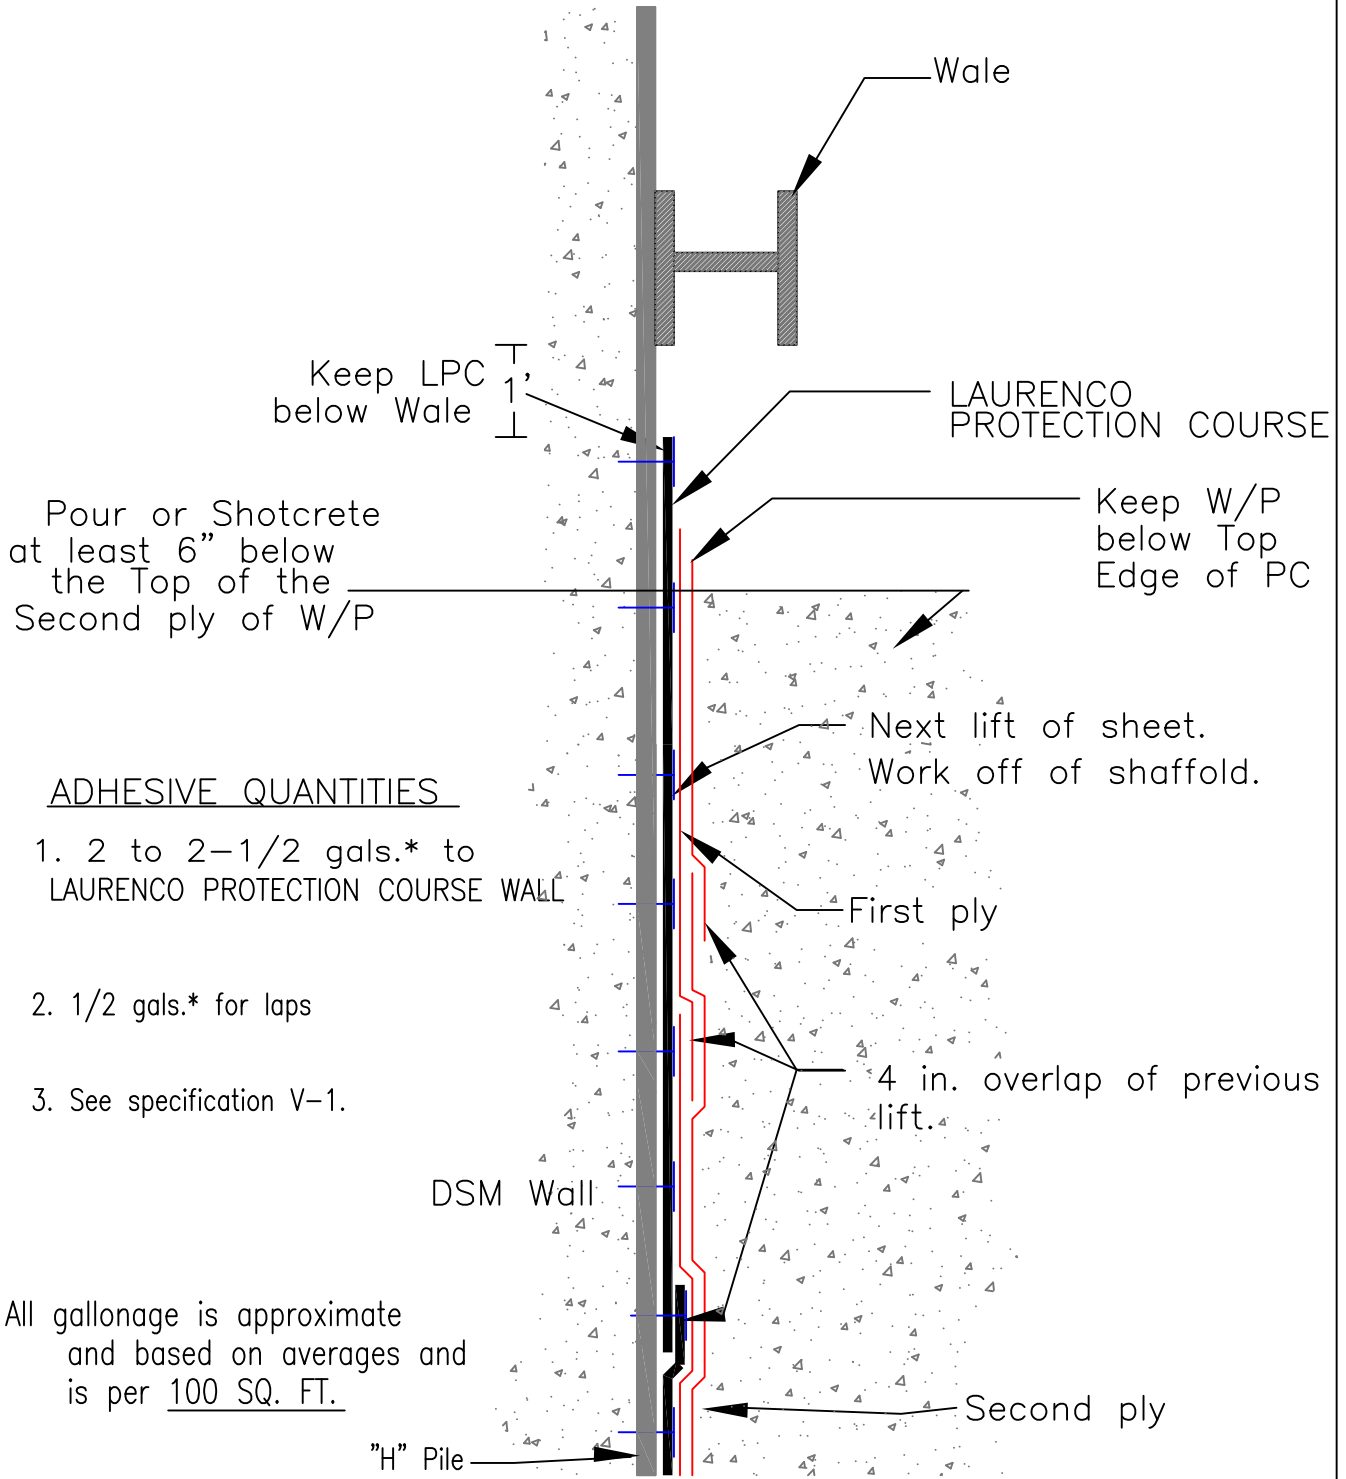 Wale
Keep LPC
1'
below Wale
LAURENCO
PROTECTION COURSE
Pour or Shotcrete
at least 6" below
the Top of the
Second ply of W/P
Keep W/P
below Top
Edge of PC
Next lift of sheet.
Work off of shaffold.
ADHESIVE QUANTITIES
1. 2 to 2-1/2 gals.* to
LAURENCO PROTECTION COURSE WALL
First ply
2. 1/2 gals.* for laps
3. See specification V-1.
4 in. overlap of previous
lift.
DSM Wall
All gallonage is approximate
and based on averages and
is per 100 SQ. FT.
Second ply
"H" Pile